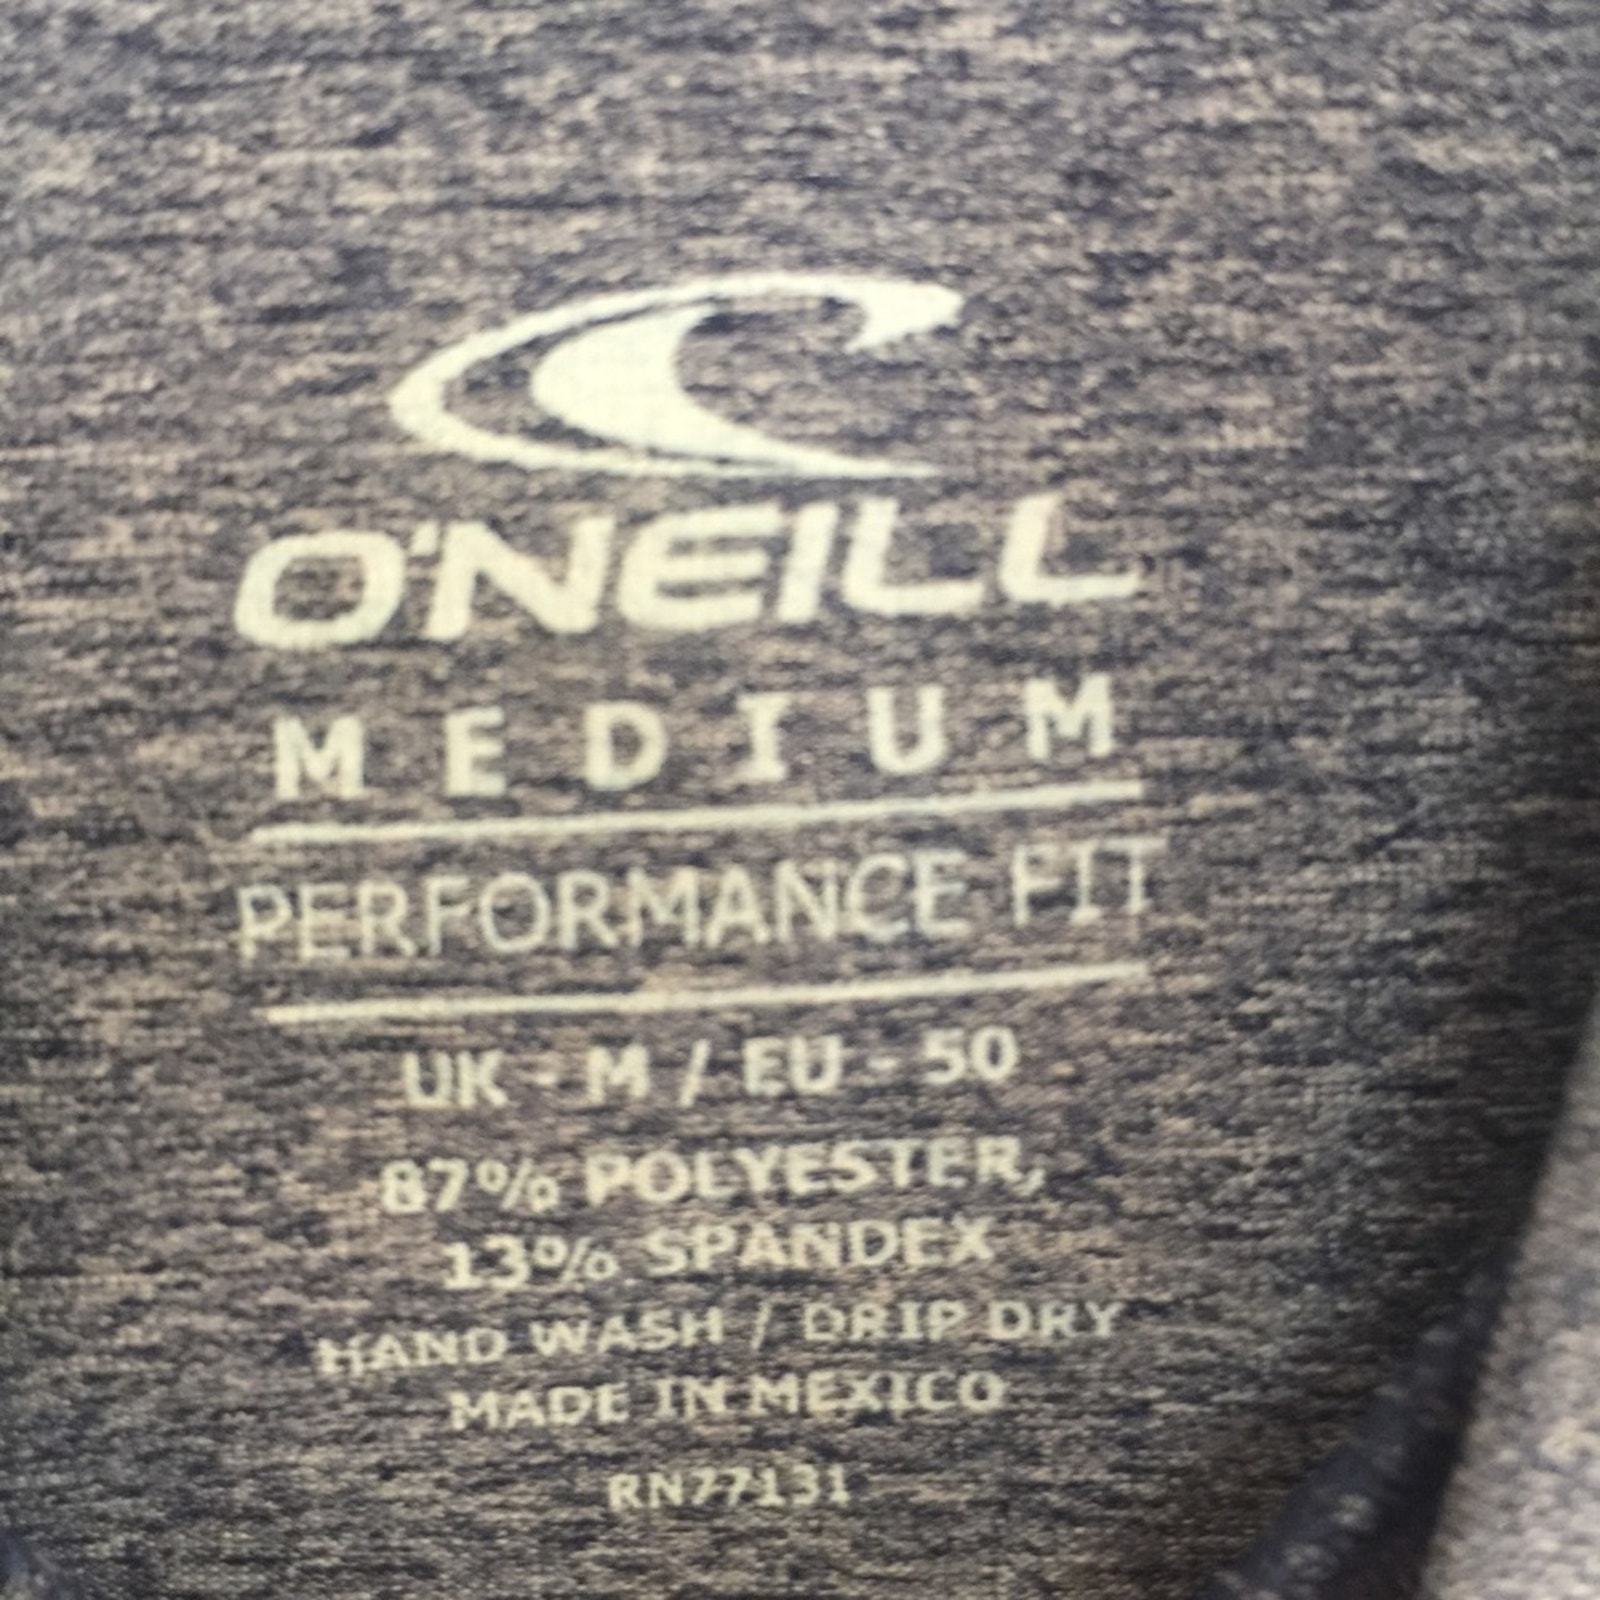 O'NEILL
MEDIUM
PERFORMANCE FIT
UK - M / EU - 50
87% POLYESTER,
13% SPANDEX
HAND WASH / DRIP DRY
MADE IN MEXICO
RN77131